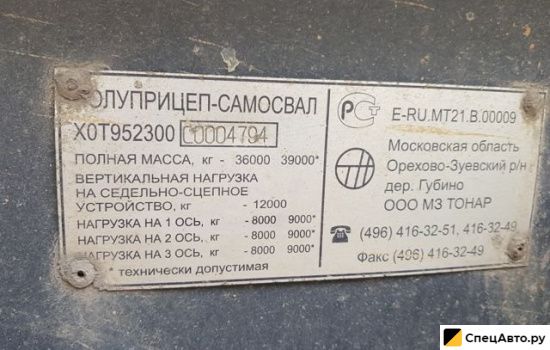 ПОЛУПРИЦЕП-САМОСВАЛ
X0T952300 C0004794
ПОЛНАЯ МАССА, кг - 36000 39000*
ВЕРТИКАЛЬНАЯ НАГРУЗКА
НА СЕДЕЛЬНО-СЦЕПНОЕ
УСТРОЙСТВО, кг - 12000
НАГРУЗКА НА 1 ОСЬ, кг -8000 9000*
НАГРУЗКА НА 2 ОСЬ, кг -8000 9000*
НАГРУЗКА НА 3 ОСЬ, кг -8000 9000*
* технически допустимая
РСТ E-RU.MT21.B.00009
Московская область
Орехово-Зуевский р/н
дер. Губино
ООО МЗ ТОНАР
(496) 416-32-51, 416-32-49
Факс (496) 416-32-49
СпецАвто.ру